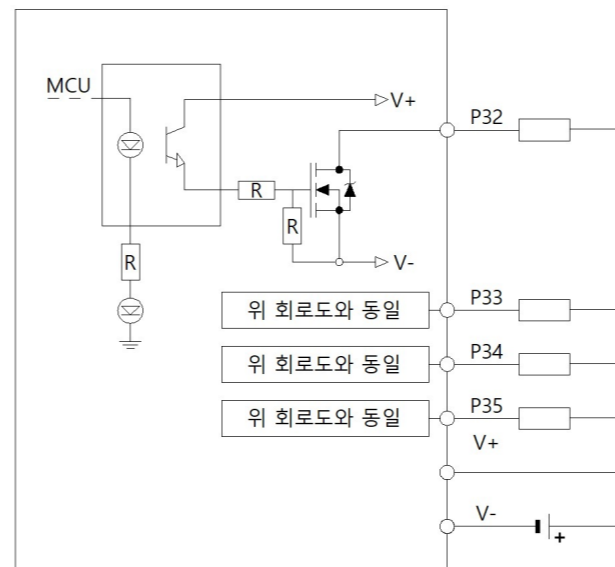 MCU
V+
P32
R
R
R
V-
위 회로도와 동일
P33
위 회로도와 동일
P34
위 회로도와 동일
P35
V+
V-
+